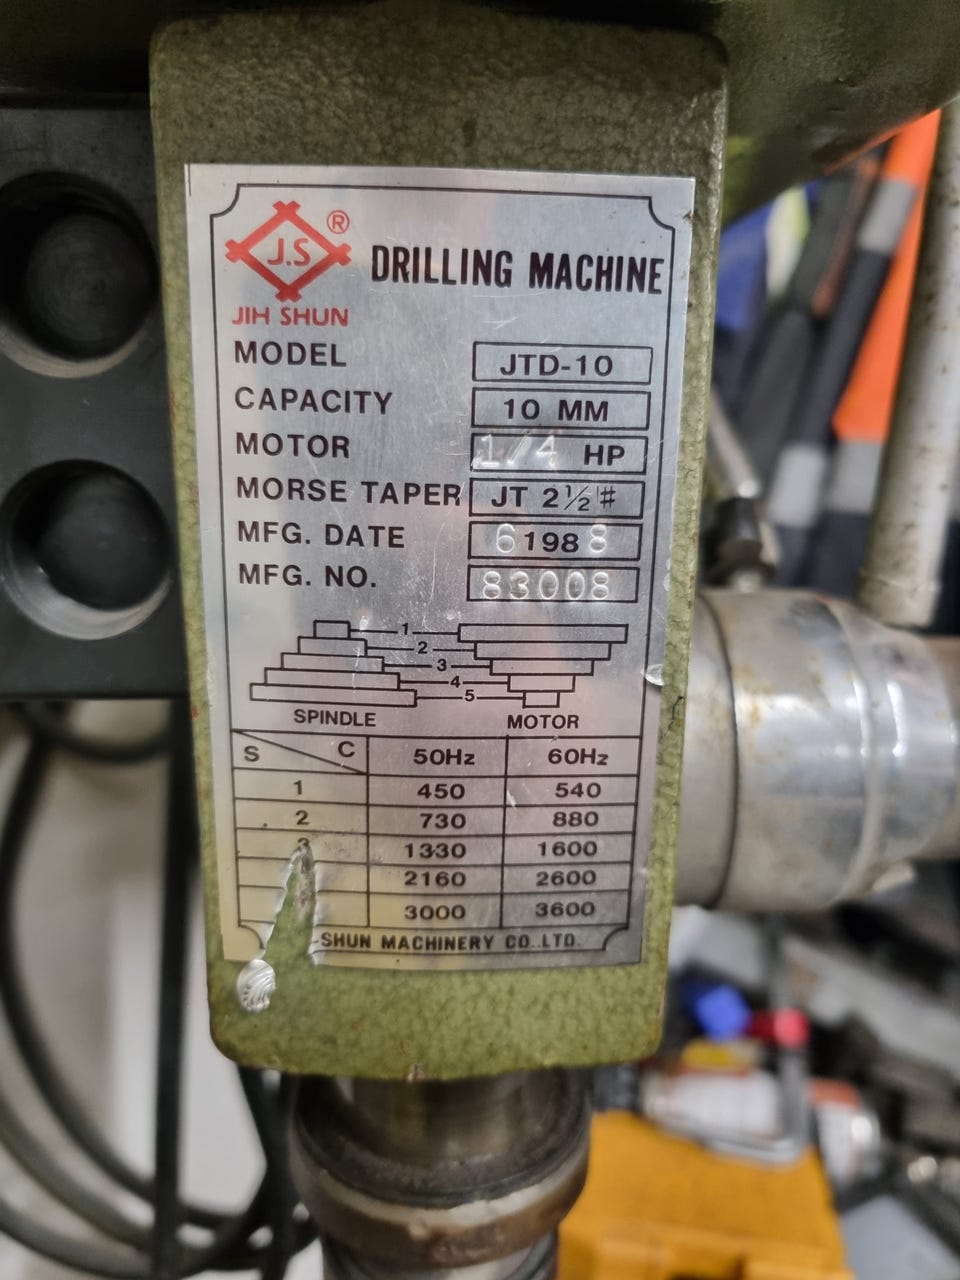 J.S ®
JIH SHUN
DRILLING MACHINE
MODEL JTD-10
CAPACITY 10 MM
MOTOR 1/4 HP
MORSE TAPER JT 2½#
MFG. DATE 6 1988
MFG. NO. 83008
1
2
3
4
5
SPINDLE MOTOR
S C 50Hz 60Hz
1 450 540
2 730 880
3 1330 1600
2160 2600
3000 3600
SHUN MACHINERY CO.,LTD.